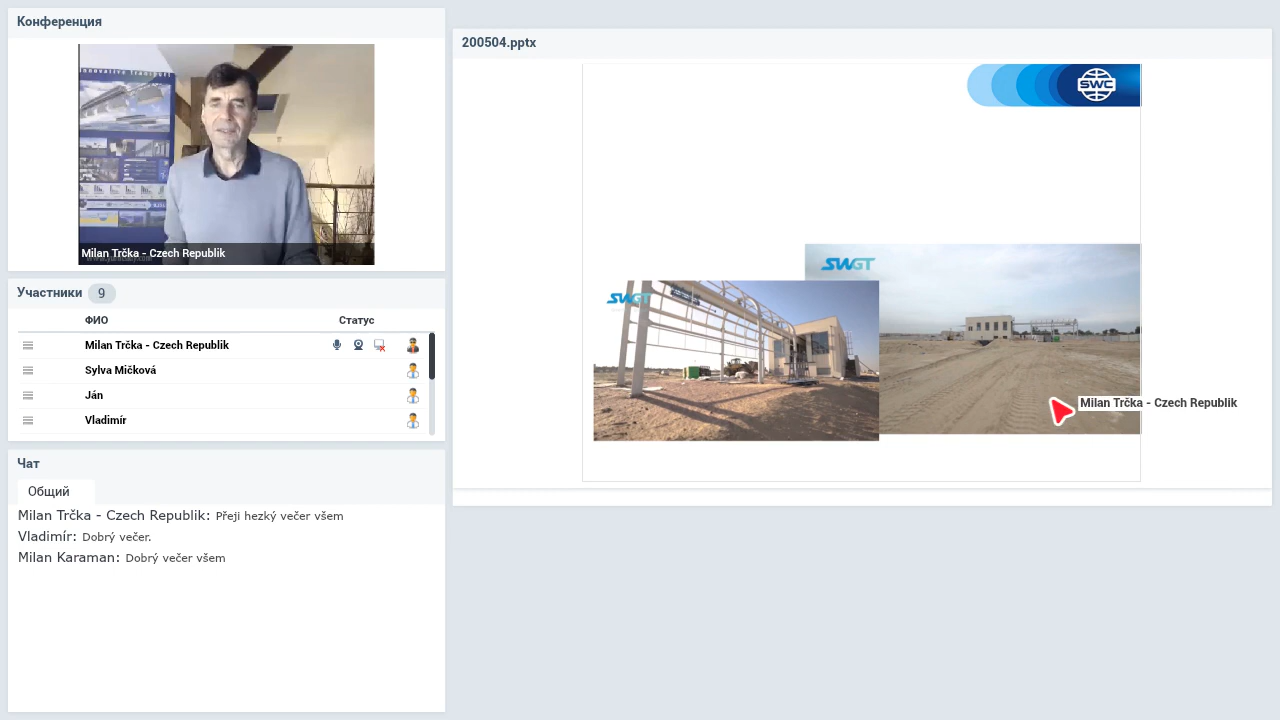 Конференция
Innovative Transport
Milan Trčka - Czech Republik
Участники 9
ФИО Статус
Milan Trčka - Czech Republik
Sylva Mičková
Ján
Vladimír
Чат
Общий
Milan Trčka - Czech Republik: Přeji hezký večer všem
Vladimír: Dobrý večer.
Milan Karaman: Dobrý večer všem
200504.pptx
SWC
SWGT
SWGT
Milan Trčka - Czech Republik